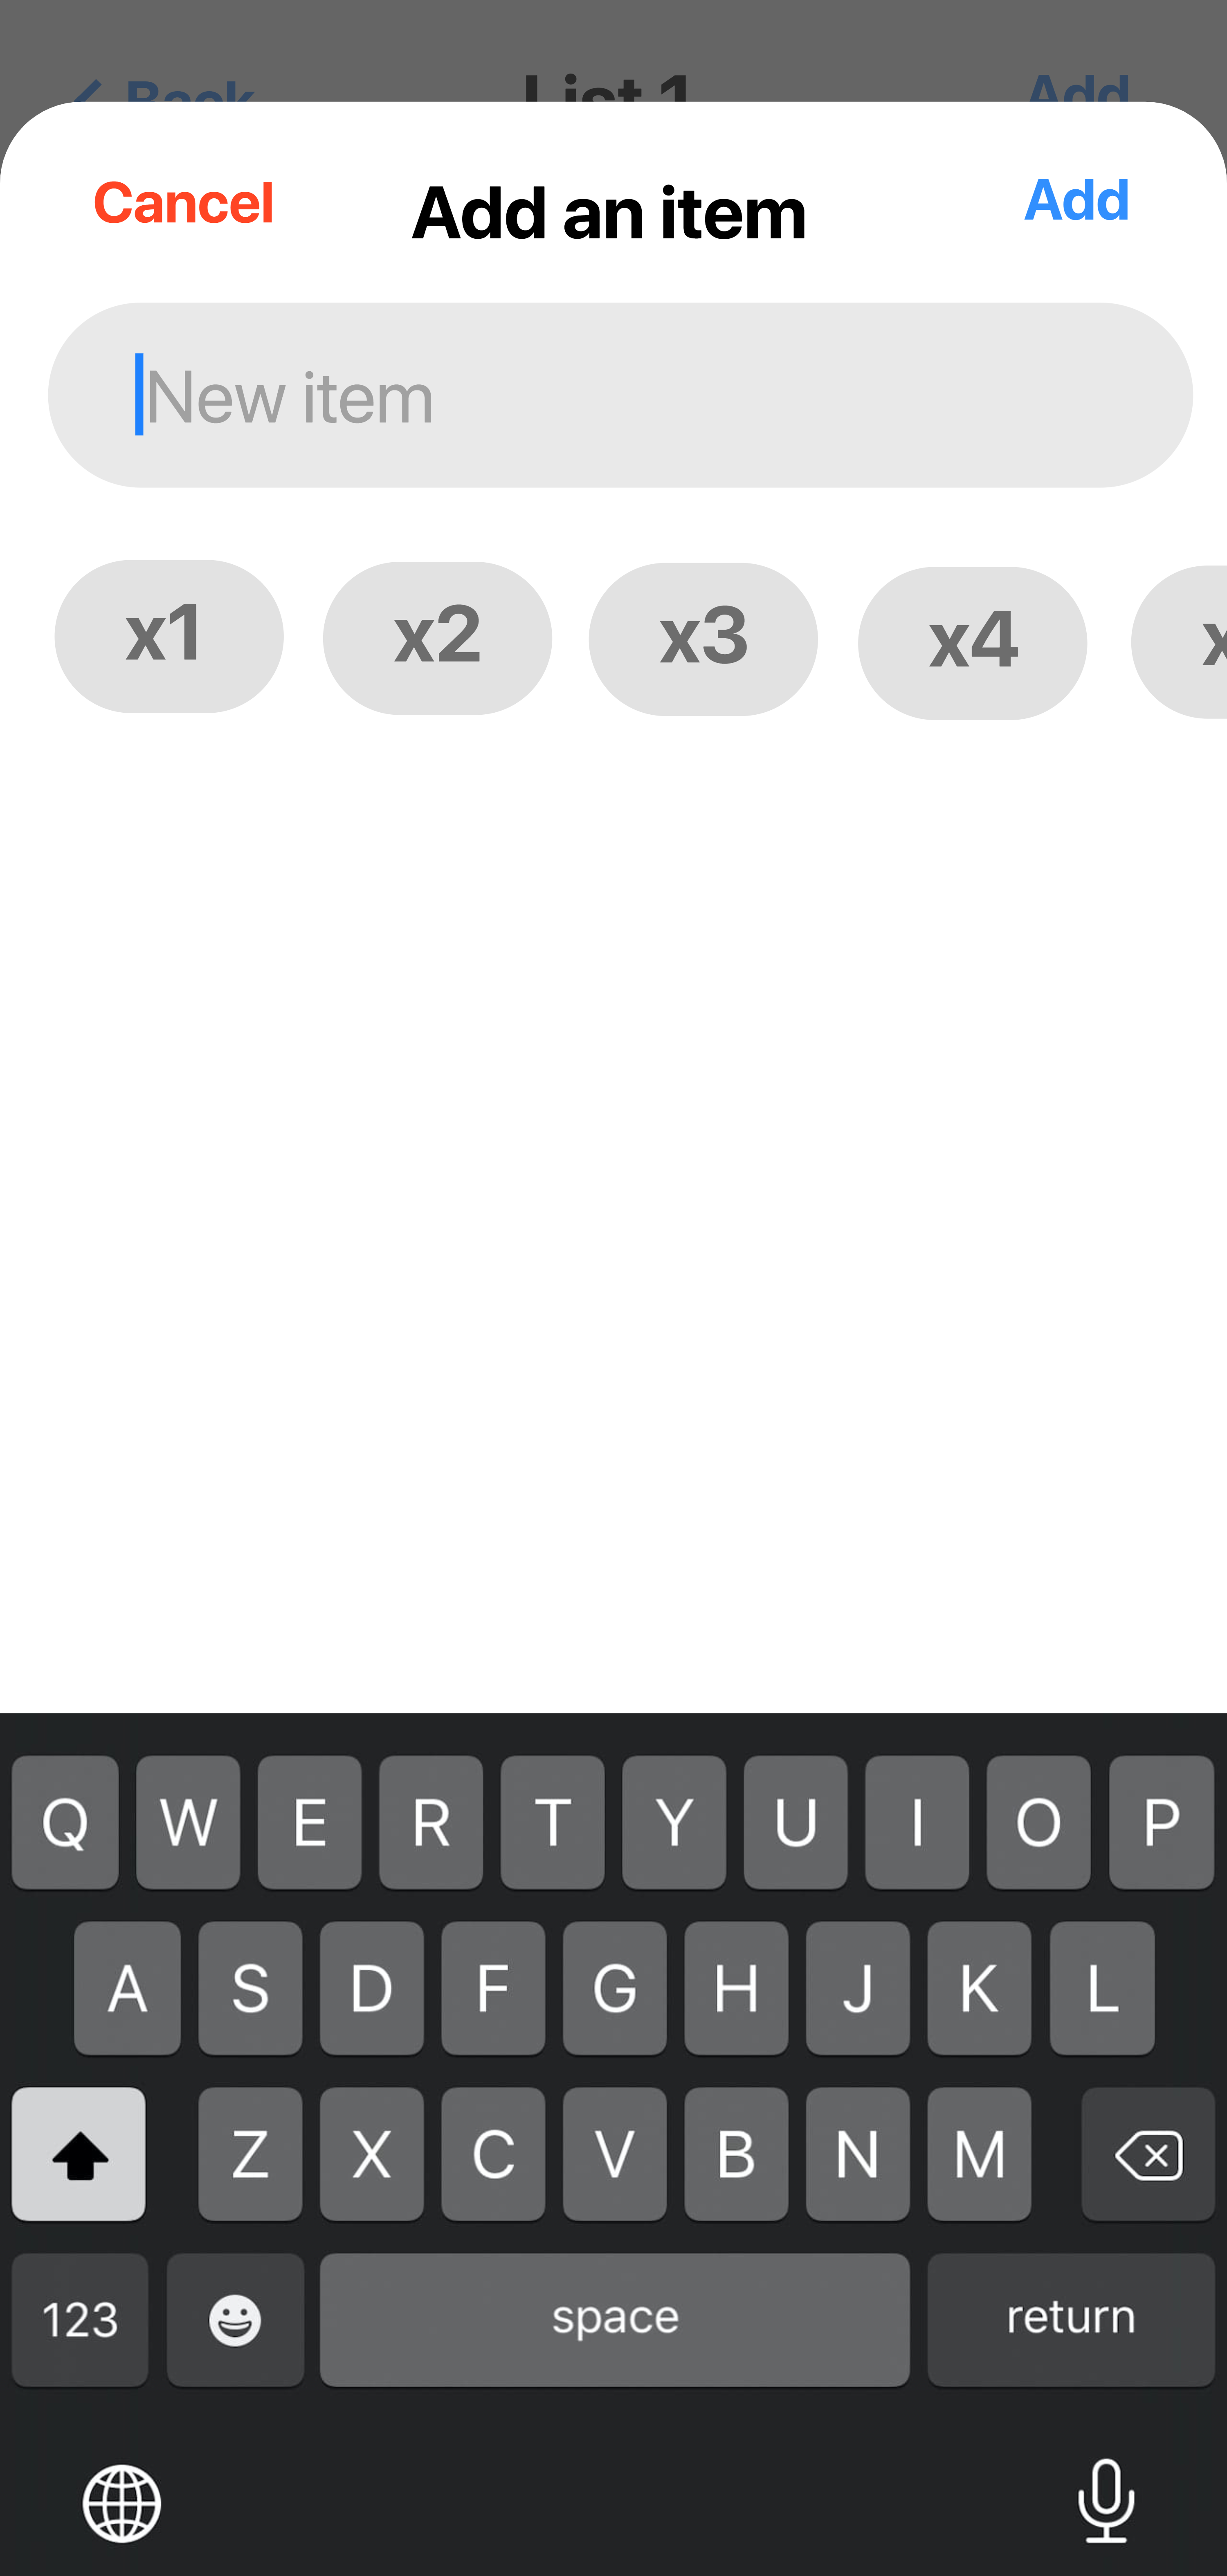 Back List 1 Add
Cancel Add an item Add
New item
x1 x2 x3 x4 x
Q W E R T Y U I O P
A S D F G H J K L
Z X C V B N M
123 space return